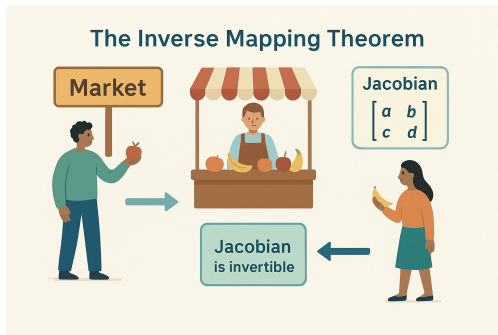 The Inverse Mapping Theorem
Market
Jacobian
a b
c d
Jacobian
is invertible